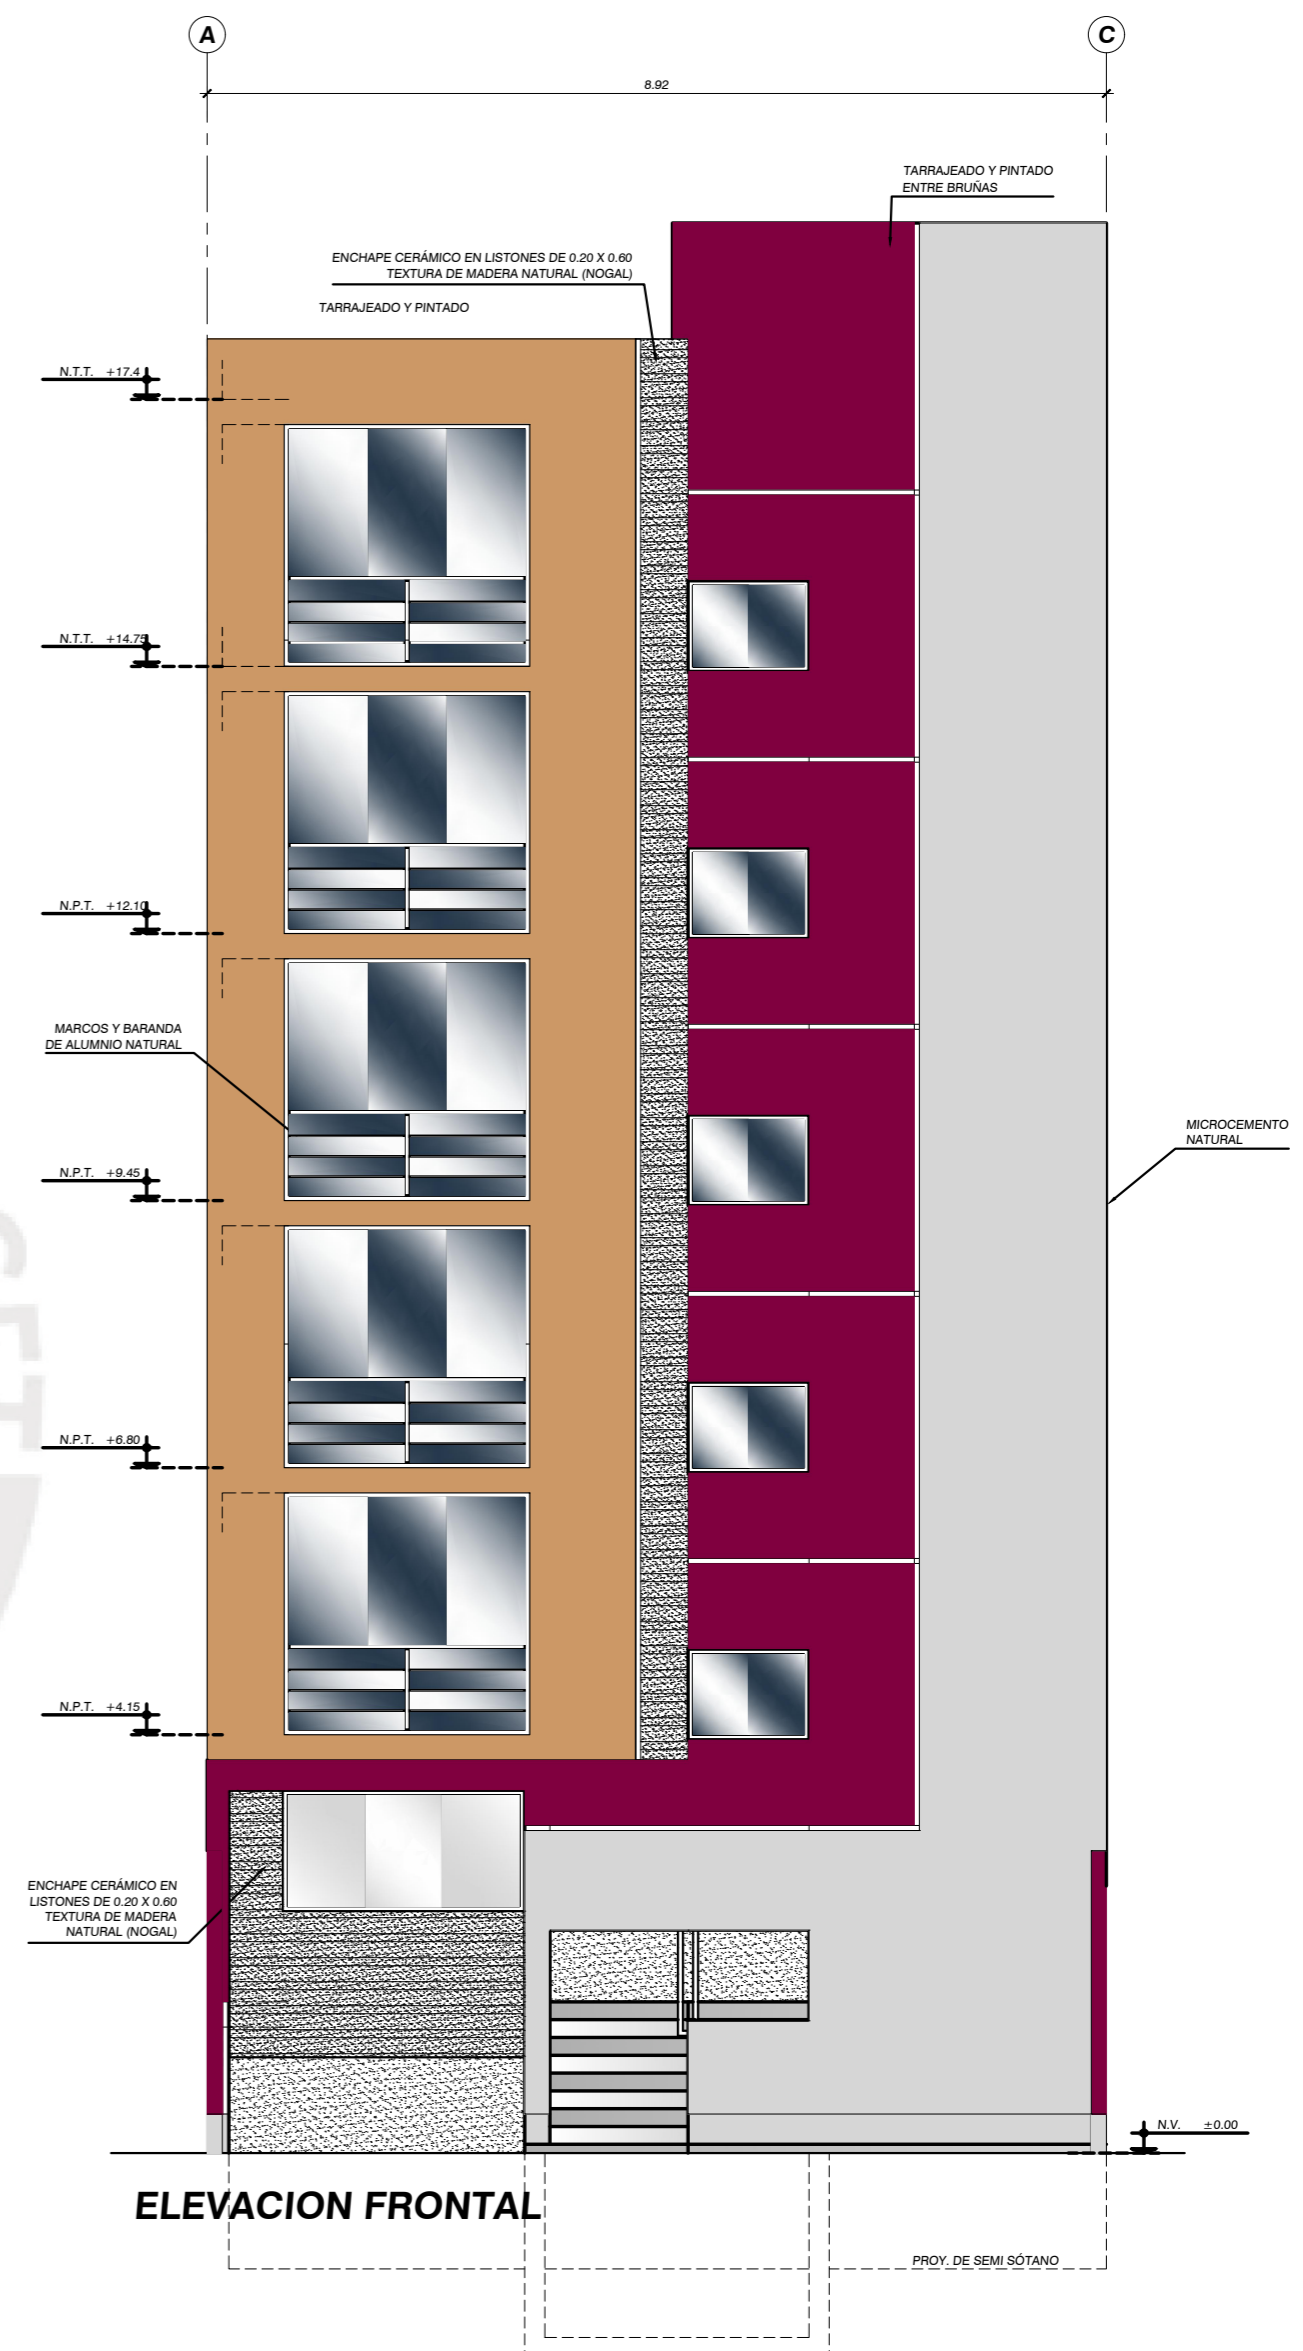 A
C
8.92
TARRAJEADO Y PINTADO
ENTRE BRUÑAS
ENCHAPE CERÁMICO EN LISTONES DE 0.20 X 0.60
TEXTURA DE MADERA NATURAL (NOGAL)
TARRAJEADO Y PINTADO
N.T.T. +17.4
N.T.T. +14.75
N.P.T. +12.10
MARCOS Y BARANDA
DE ALUMNIO NATURAL
MICROCEMENTO
NATURAL
N.P.T. +9.45
N.P.T. +6.80
N.P.T. +4.15
ENCHAPE CERÁMICO EN
LISTONES DE 0.20 X 0.60
TEXTURA DE MADERA
NATURAL (NOGAL)
N.V. ±0.00
ELEVACION FRONTAL
PROY. DE SEMI SÓTANO